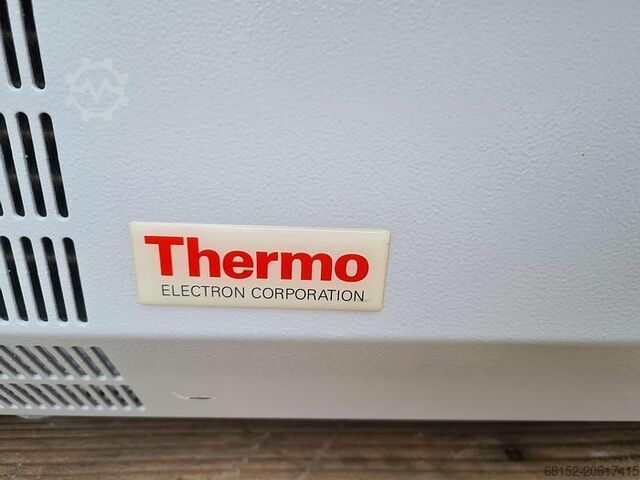 Thermo
ELECTRON CORPORATION
68152-20617415